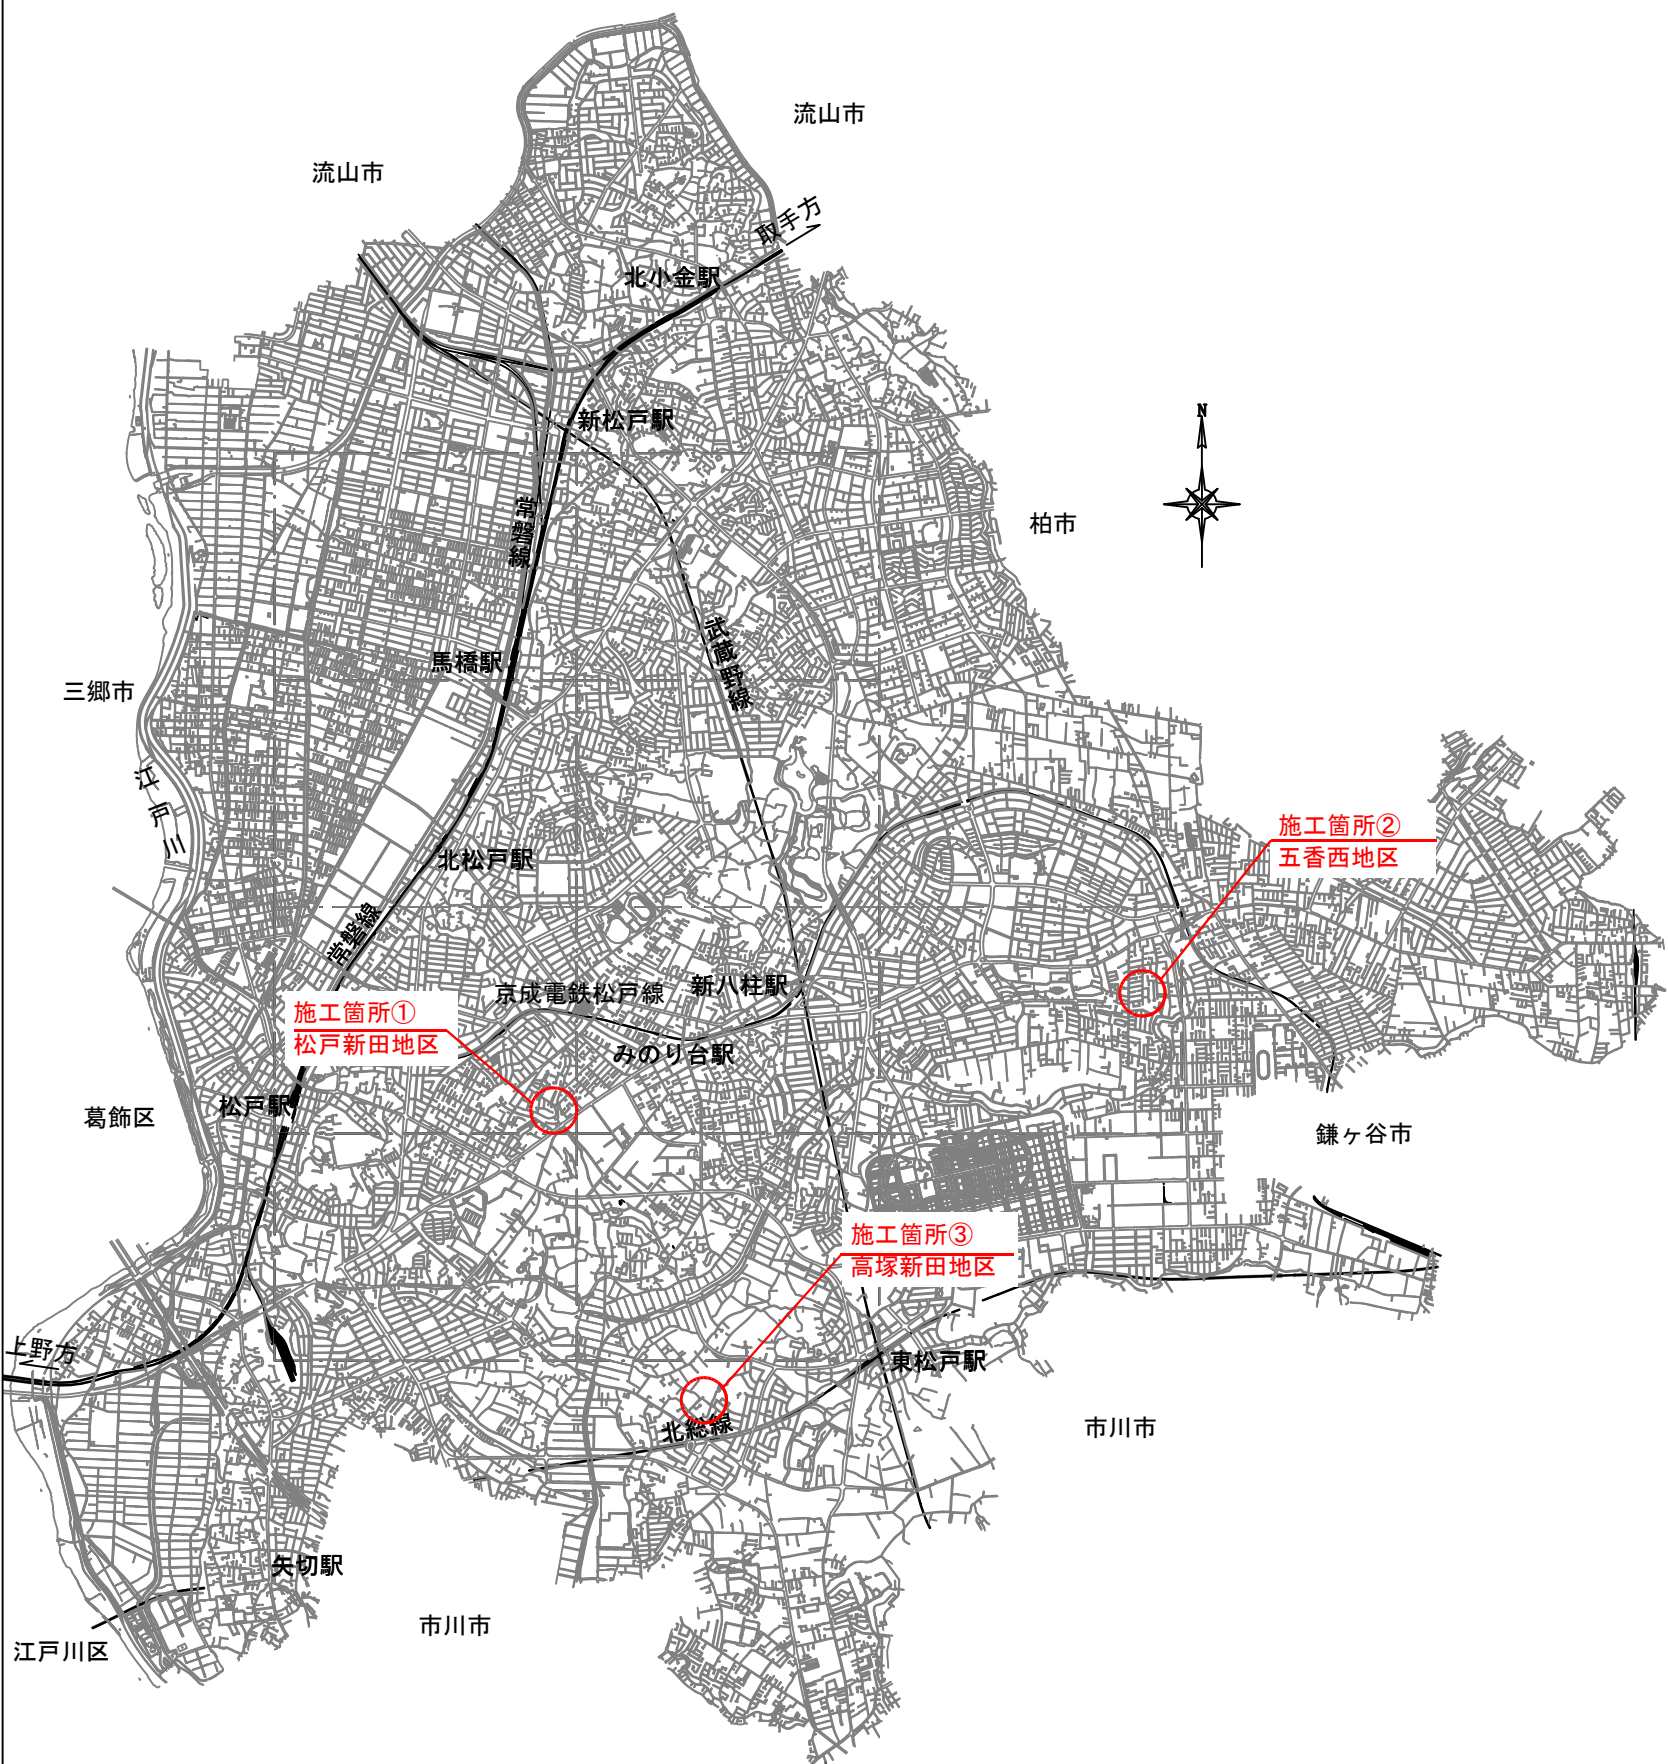 流山市
流山市
取手方
北小金駅
新松戸駅
N
常磐線
柏市
武蔵野線
馬橋駅
三郷市
江戸川
施工箇所②
五香西地区
北松戸駅
常磐線
新八柱駅
京成電鉄松戸線
施工箇所①
松戸新田地区
みのり台駅
松戸駅
葛飾区
鎌ヶ谷市
施工箇所③
高塚新田地区
上野方
東松戸駅
北総線
市川市
矢切駅
市川市
江戸川区